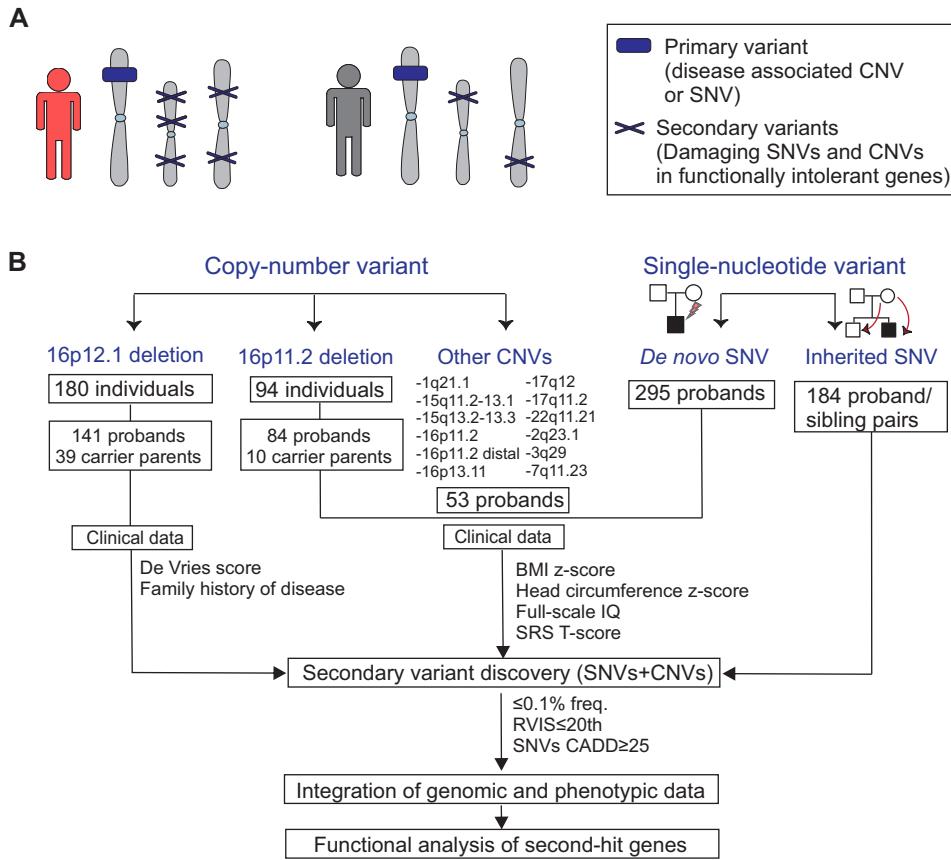 A
Primary variant
(disease associated CNV
or SNV)
Secondary variants
(Damaging SNVs and CNVs
in functionally intolerant genes)
B
Copy-number variant
Single-nucleotide variant
16p12.1 deletion
180 individuals
141 probands
39 carrier parents
Clinical data
De Vries score
Family history of disease
16p11.2 deletion
94 individuals
84 probands
10 carrier parents
Other CNVs
-1q21.1
-15q11.2-13.1
-15q13.2-13.3
-16p11.2
-16p11.2 distal
-16p13.11
-17q12
-17q11.2
-22q11.21
-2q23.1
-3q29
-7q11.23
53 probands
De novo SNV
295 probands
Inherited SNV
184 proband/
sibling pairs
Clinical data
BMI z-score
Head circumference z-score
Full-scale IQ
SRS T-score
Secondary variant discovery (SNVs+CNVs)
≤0.1% freq.
RVIS≤20th
SNVs CADD≥25
Integration of genomic and phenotypic data
Functional analysis of second-hit genes